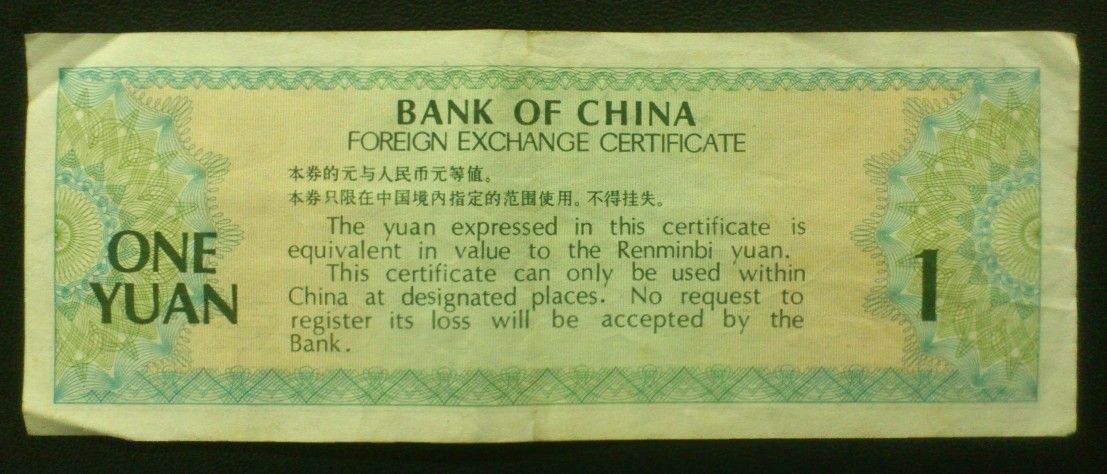 BANK OF CHINA
FOREIGN EXCHANGE CERTIFICATE
本券的元与人民币元等值。
本券只限在中国境内指定的范围使用。不得挂失。
The yuan expressed in this certificate is
equivalent in value to the Renminbi yuan.
This certificate can only be used within
China at designated places. No request to
register its loss will be accepted by the
Bank.
ONE
YUAN
1